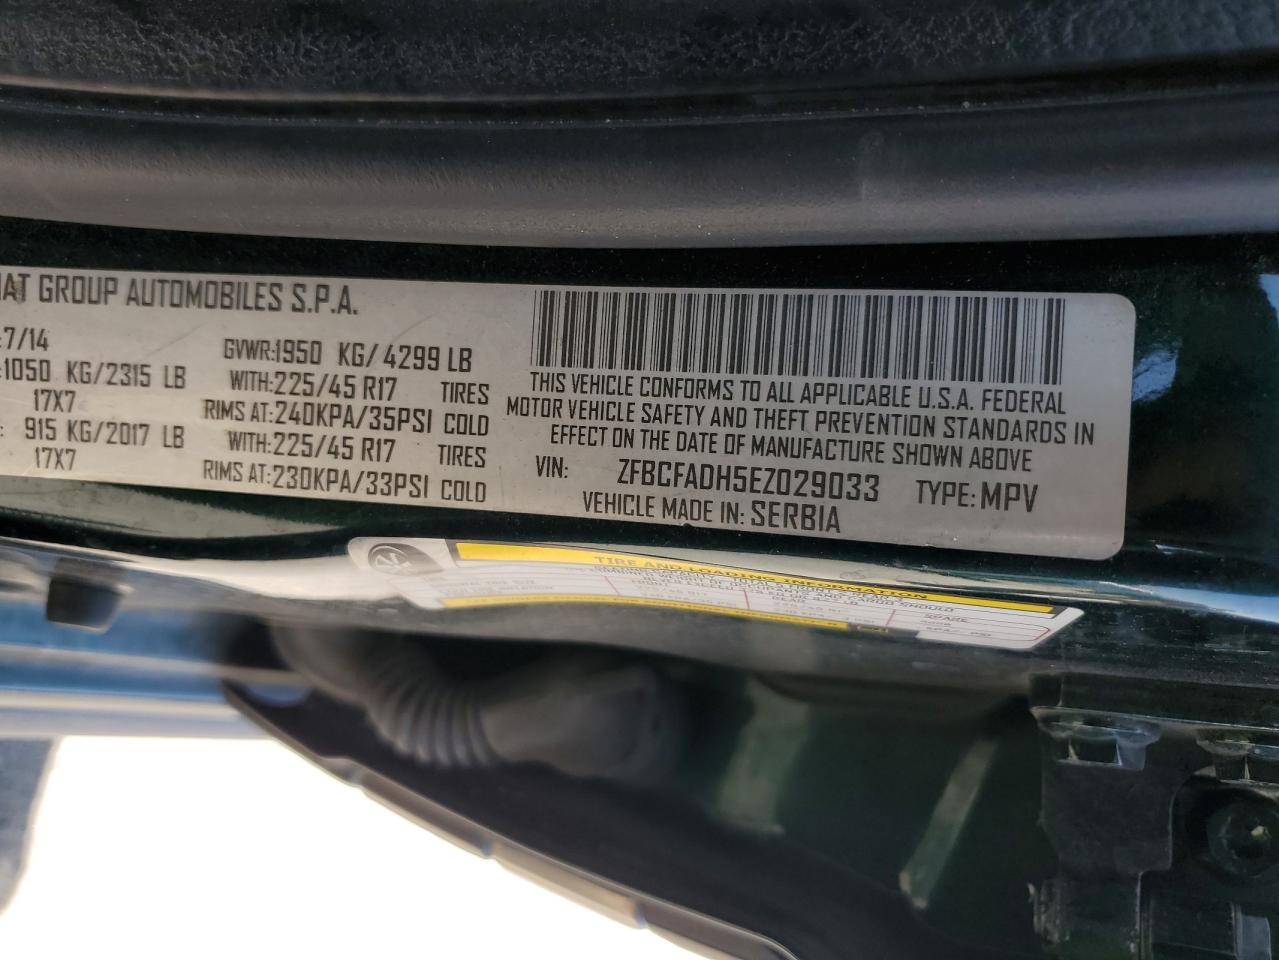 IAT GROUP AUTOMOBILES S.P.A.
:7/14 GVWR:1950 KG/4299 LB
:1050 KG/2315 LB WITH:225/45 R17 TIRES
17X7 RIMS AT:240KPA/35PSI COLD
: 915 KG/2017 LB WITH:225/45 R17 TIRES
17X7 RIMS AT:230KPA/33PSI COLD
THIS VEHICLE CONFORMS TO ALL APPLICABLE U.S.A. FEDERAL
MOTOR VEHICLE SAFETY AND THEFT PREVENTION STANDARDS IN
EFFECT ON THE DATE OF MANUFACTURE SHOWN ABOVE
VIN: ZFBCFADH5EZ029033 TYPE:MPV
VEHICLE MADE IN: SERBIA
TIRE AND LOADING INFORMATION
SPARE